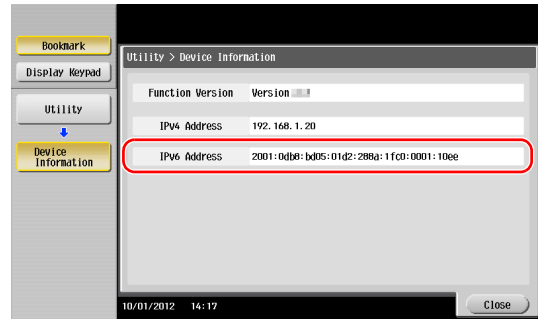 Bookmark
Display Keypad
Utility
Device
Information
Utility > Device Information
Function Version Version
IPv4 Address 192.168.1.20
IPv6 Address 2001:0db8:bd05:01d2:288a:1fc0:0001:10ee
10/01/2012 14:17
Close